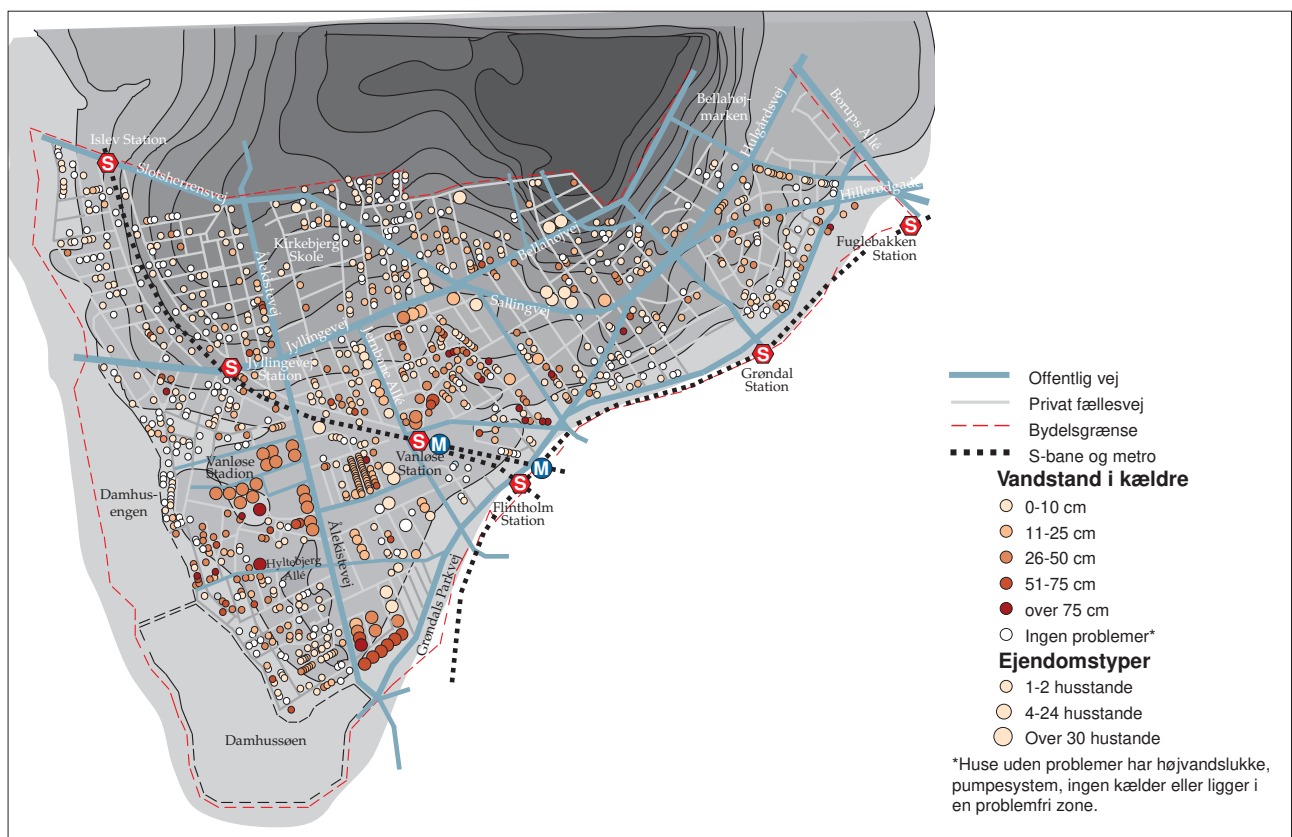 Islev Station
S
Slotsherrensvej
Kirkebjerg
Skole
Ålekistevej
Bellahøj-
marken
Hulgårdsvej
Borups Allé
Hillerødgade
S
Fuglebakken
Station
Bellahøjvej
Sallingvej
Jyllingevej
Jernbane Allé
S
Jyllingevej
Station
S
Grøndal
Station
S
M
Vanløse
Station
M
S
Flintholm
Station
Vanløse
Stadion
Damhus-
engen
Ålekistevej
Hyltebjerg
Allé
Grøndals Parkvej
Damhussøen
Offentlig vej
Privat fællesvej
Bydelsgrænse
S-bane og metro
Vandstand i kældre
0-10 cm
11-25 cm
26-50 cm
51-75 cm
over 75 cm
Ingen problemer*
Ejendomstyper
1-2 husstande
4-24 husstande
Over 30 hustande
*Huse uden problemer har højvandslukke,
pumpesystem, ingen kælder eller ligger i
en problemfri zone.